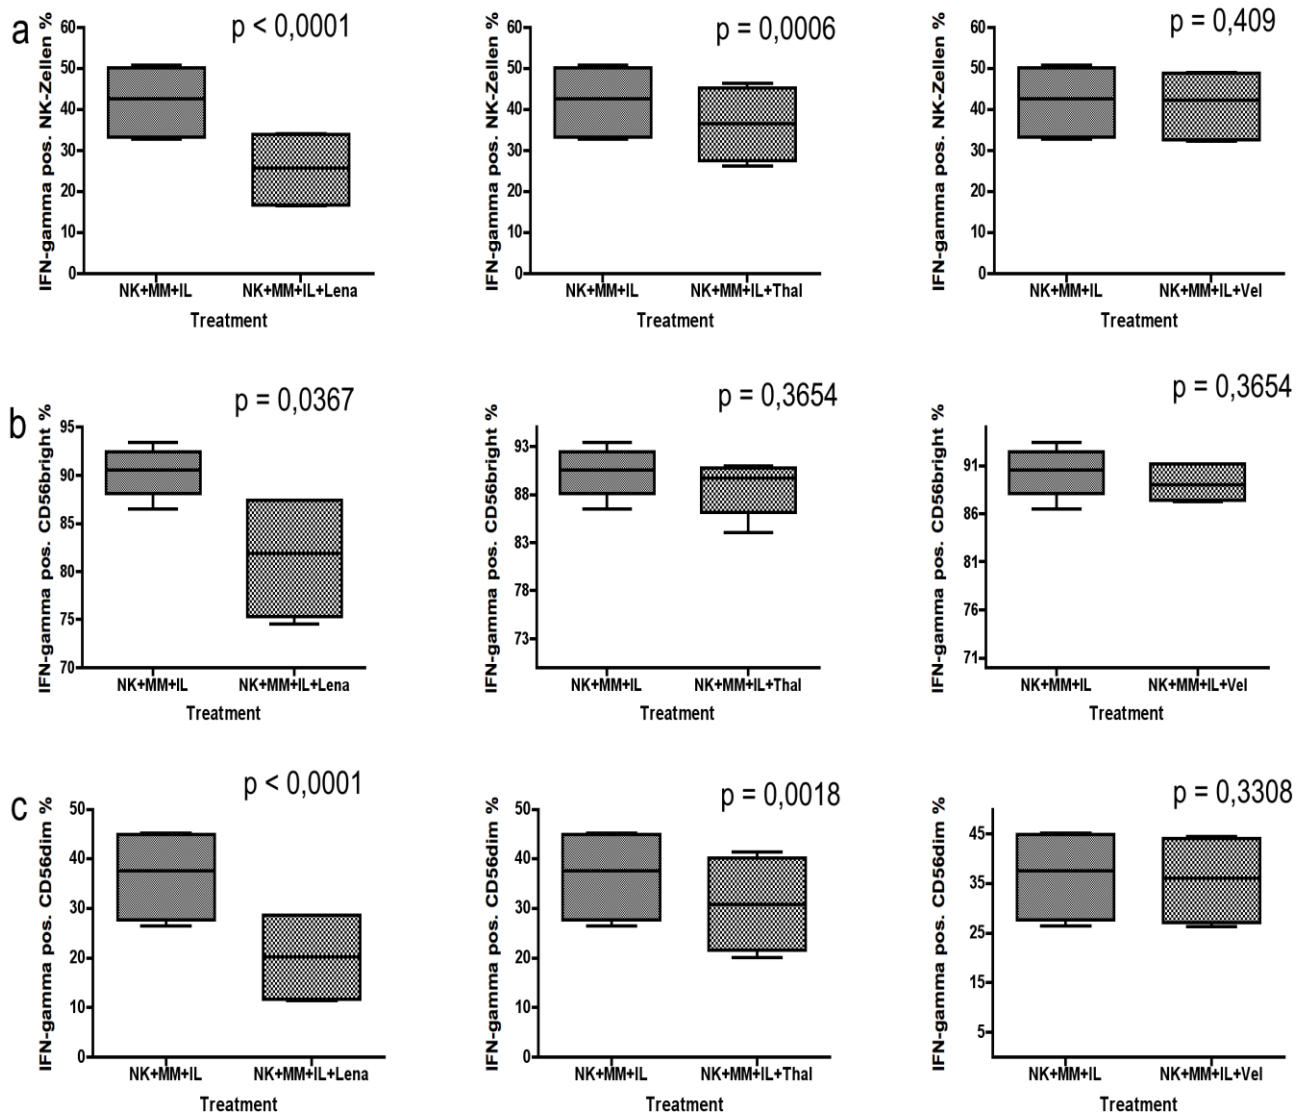 a
p < 0,0001
IFN-gamma pos. NK-Zellen %
60
50
40
30
20
10
0
NK+MM+IL NK+MM+IL+Lena
Treatment
p = 0,0006
IFN-gamma pos. NK-Zellen %
60
50
40
30
20
10
0
NK+MM+IL NK+MM+IL+Thal
Treatment
p = 0,409
IFN-gamma pos. NK-Zellen %
60
50
40
30
20
10
0
NK+MM+IL NK+MM+IL+Vel
Treatment
b
p = 0,0367
IFN-gamma pos. CD56bright %
95
90
85
80
75
70
NK+MM+IL NK+MM+IL+Lena
Treatment
p = 0,3654
IFN-gamma pos. CD56bright %
93
88
83
78
73
NK+MM+IL NK+MM+IL+Thal
Treatment
p = 0,3654
IFN-gamma pos. CD56bright %
91
86
81
76
71
NK+MM+IL NK+MM+IL+Vel
Treatment
c
p < 0,0001
IFN-gamma pos. CD56dim %
50
40
30
20
10
0
NK+MM+IL NK+MM+IL+Lena
Treatment
p = 0,0018
IFN-gamma pos. CD56dim %
50
40
30
20
10
0
NK+MM+IL NK+MM+IL+Thal
Treatment
p = 0,3308
IFN-gamma pos. CD56dim %
45
35
25
15
5
NK+MM+IL NK+MM+IL+Vel
Treatment